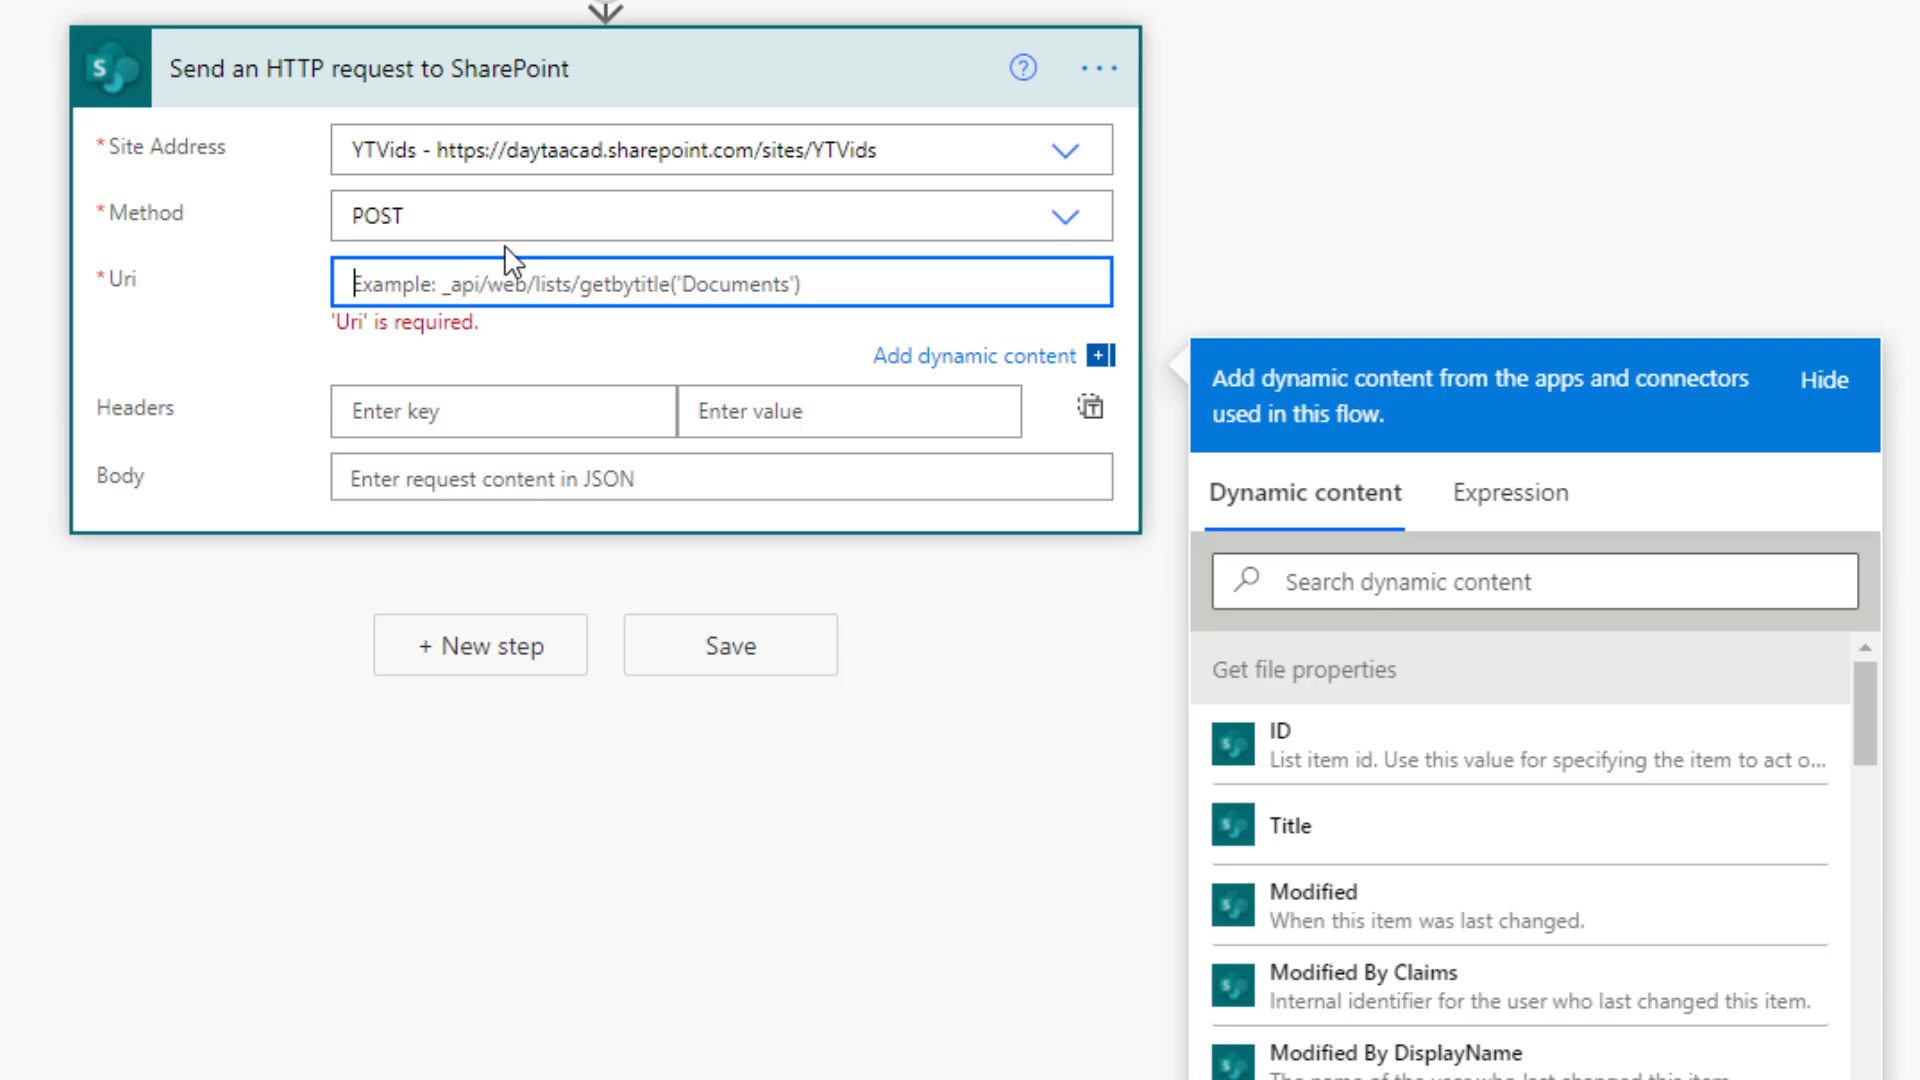 Send an HTTP request to SharePoint
* Site Address
YTVids - https://daytaacad.sharepoint.com/sites/YTVids
* Method
POST
* Uri
Example: _api/web/lists/getbytitle('Documents')
'Uri' is required.
Add dynamic content
Headers
Enter key
Enter value
Body
Enter request content in JSON
+ New step
Save
Add dynamic content from the apps and connectors
used in this flow.
Hide
Dynamic content
Expression
Search dynamic content
Get file properties
ID
List item id. Use this value for specifying the item to act o...
Title
Modified
When this item was last changed.
Modified By Claims
Internal identifier for the user who last changed this item.
Modified By DisplayName